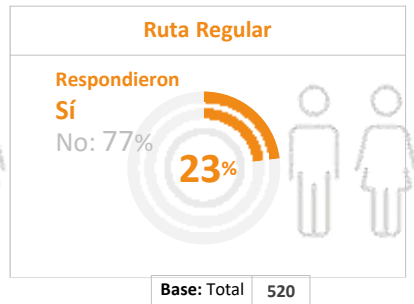 Ruta Regular
Respondieron
Sí
No: 77%
23%
Base: Total 520